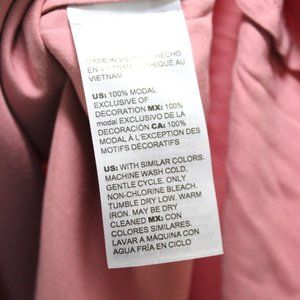 MADE IN VIETNAM HECHO
EN VIETNAM FABRIQUÉ AU
VIETNAM
US: 100% MODAL
EXCLUSIVE OF
DECORATION MX: 100%
modal EXCLUSIVO DE LA
DECORACIÓN CA: 100%
MODAL À L'EXCEPTION DES
MOTIFS DÉCORATIFS
US: WITH SIMILAR COLORS.
MACHINE WASH COLD,
GENTLE CYCLE. ONLY
NON-CHLORINE BLEACH.
TUMBLE DRY LOW. WARM
IRON. MAY BE DRY
CLEANED MX: CON
COLORES SIMILARES.
LAVAR A MÁQUINA CON
AGUA FRÍA EN CICLO